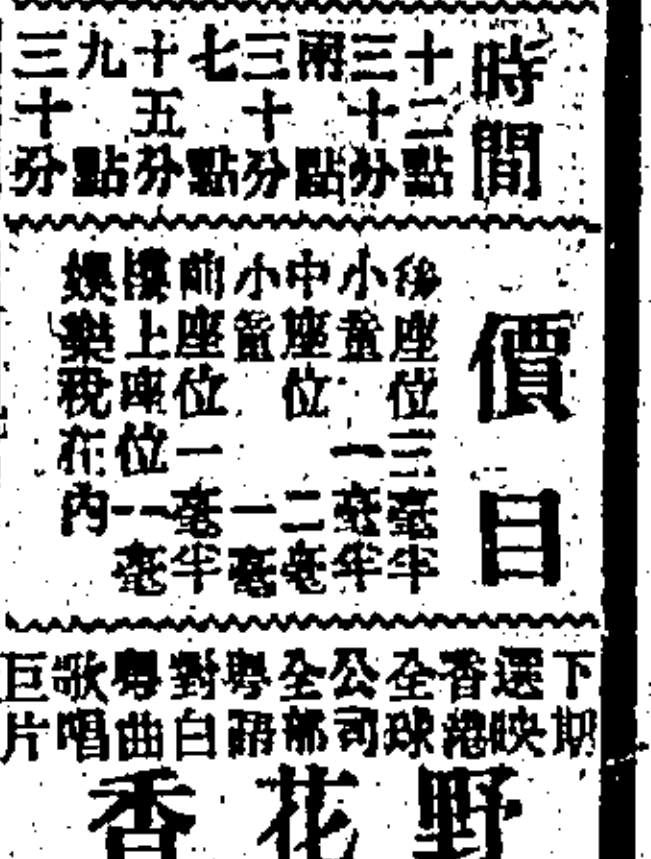 時間
十二點
三十分
兩點
三十分
七點
十五分
九點
三十分
價目
後座位三毫半
小童一毫半
中座位二毫
小童一毫
前座位一毫半
樓上座位一毫
娛樂稅在內
下期
選映
香港
全球
公司
全部
粵語
對白
粵曲
歌唱
巨片
野花香